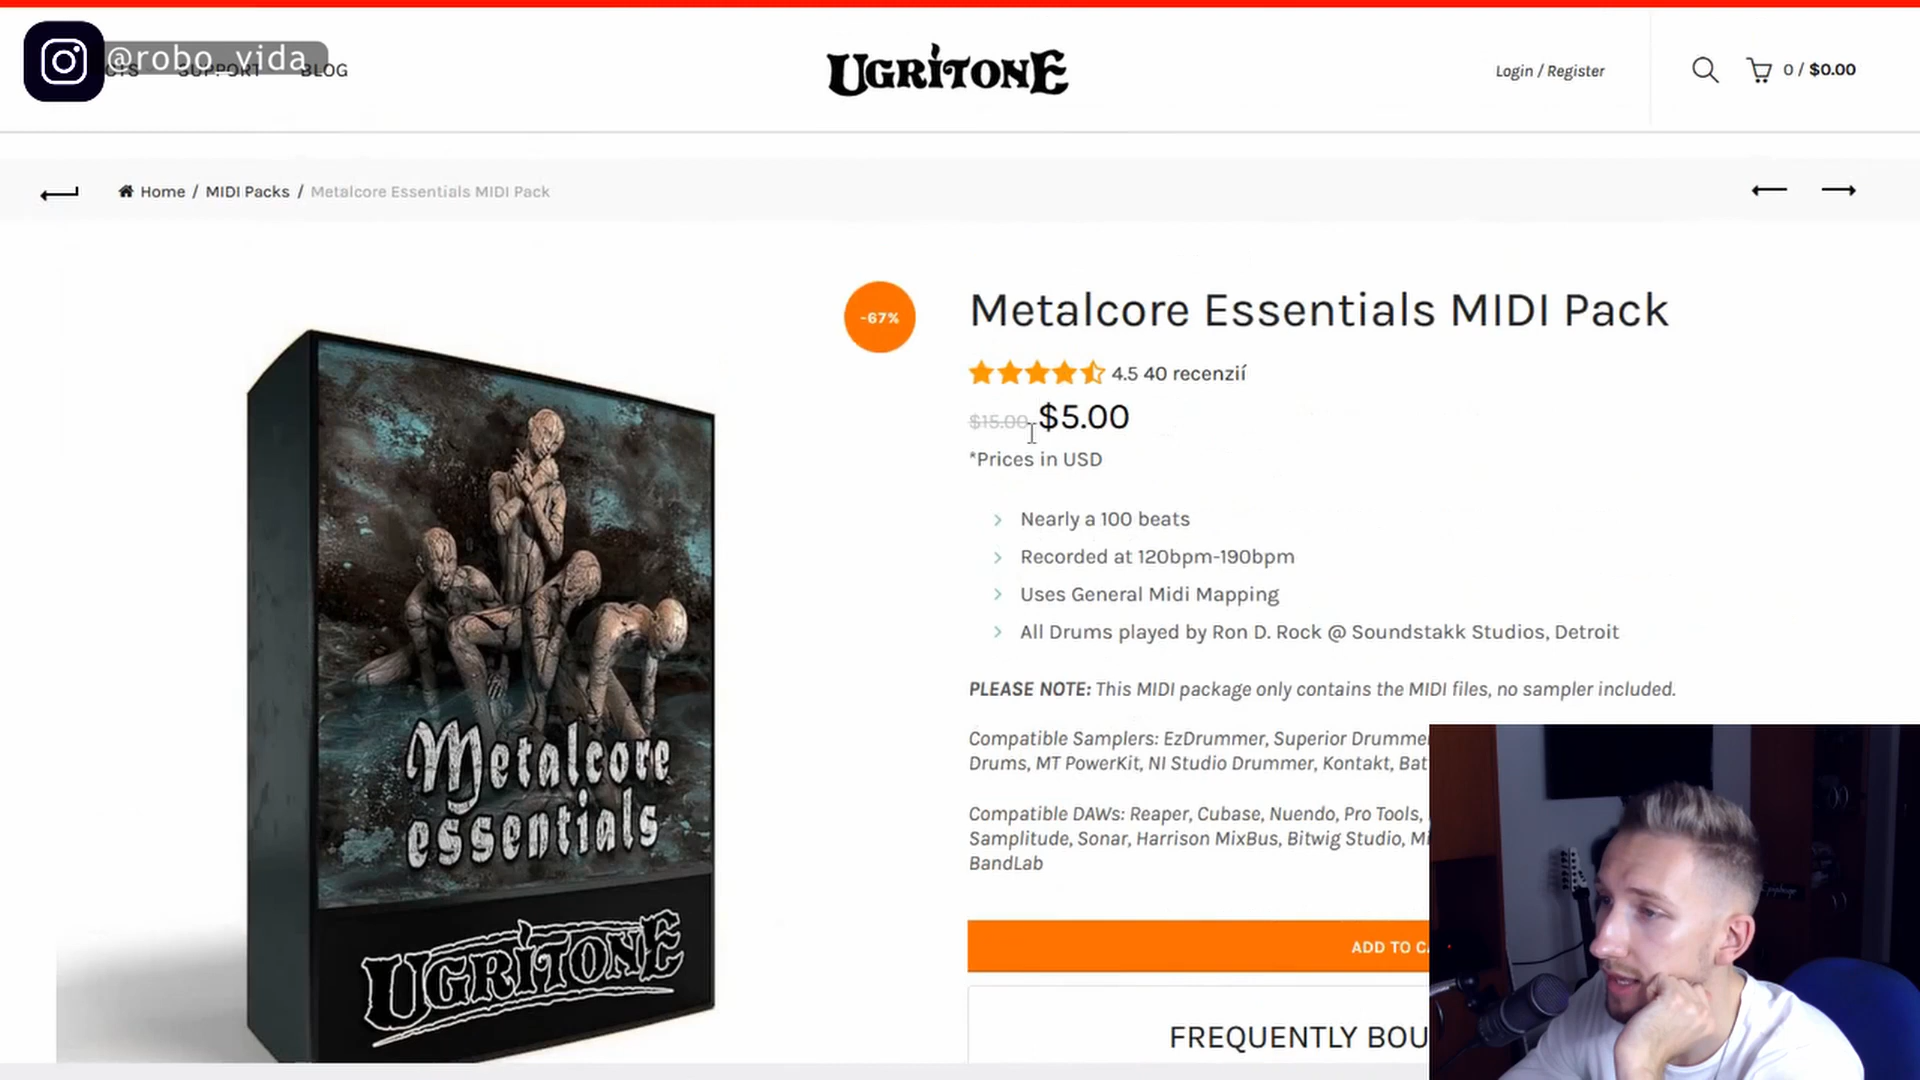 @robo_vida
SUPPORT
BLOG
UGRITONE
Login / Register
0 / $0.00
Home / MIDI Packs / Metalcore Essentials MIDI Pack
-67%
Metalcore Essentials MIDI Pack
4.5 40 recenzií
$15.00 $5.00
*Prices in USD
Nearly a 100 beats
Recorded at 120bpm-190bpm
Uses General Midi Mapping
All Drums played by Ron D. Rock @ Soundstakk Studios, Detroit
PLEASE NOTE: This MIDI package only contains the MIDI files, no sampler included.
Compatible Samplers: EzDrummer, Superior Drummer
Drums, MT PowerKit, NI Studio Drummer, Kontakt, Bat
Compatible DAWs: Reaper, Cubase, Nuendo, Pro Tools,
Samplitude, Sonar, Harrison MixBus, Bitwig Studio, Mi
BandLab
ADD TO CA
FREQUENTLY BOU
Metalcore
essentials
UGRITONE